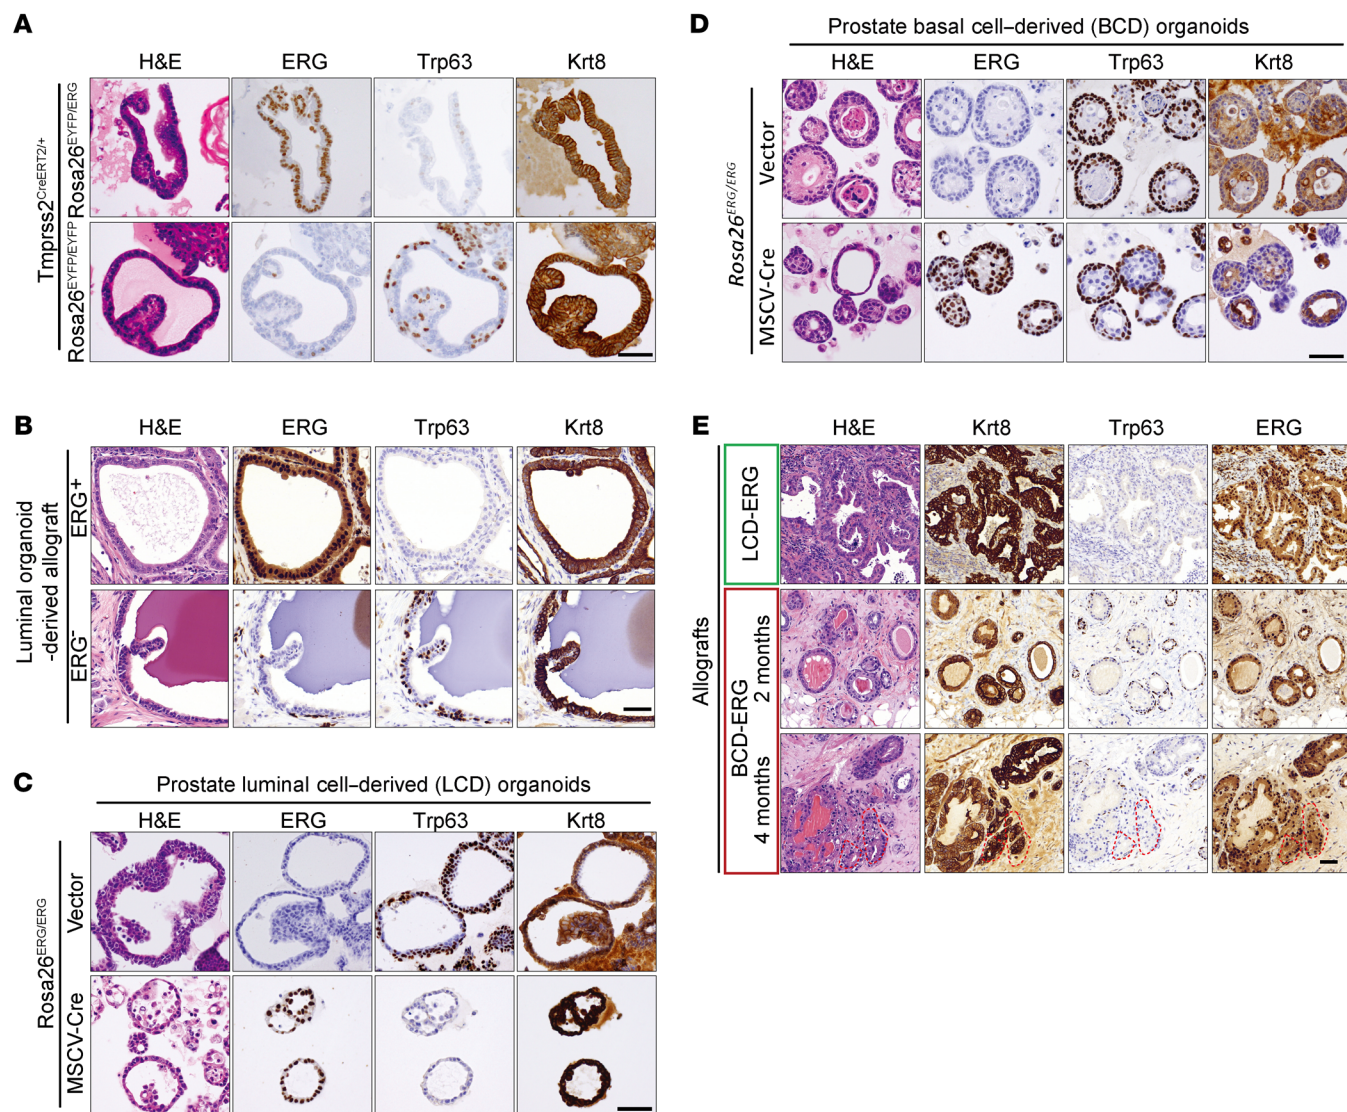 A
H&E ERG Trp63 Krt8
Tmprss2CreERT2/+
Rosa26EYFP/ERG
Rosa26EYFP/EYFP
B
H&E ERG Trp63 Krt8
Luminal organoid
-derived allograft
ERG+
ERG-
C
Prostate luminal cell–derived (LCD) organoids
H&E ERG Trp63 Krt8
Rosa26ERG/ERG
Vector
MSCV-Cre
D
Prostate basal cell–derived (BCD) organoids
H&E ERG Trp63 Krt8
Rosa26ERG/ERG
Vector
MSCV-Cre
E
H&E Krt8 Trp63 ERG
Allografts
LCD-ERG
BCD-ERG
2 months
4 months